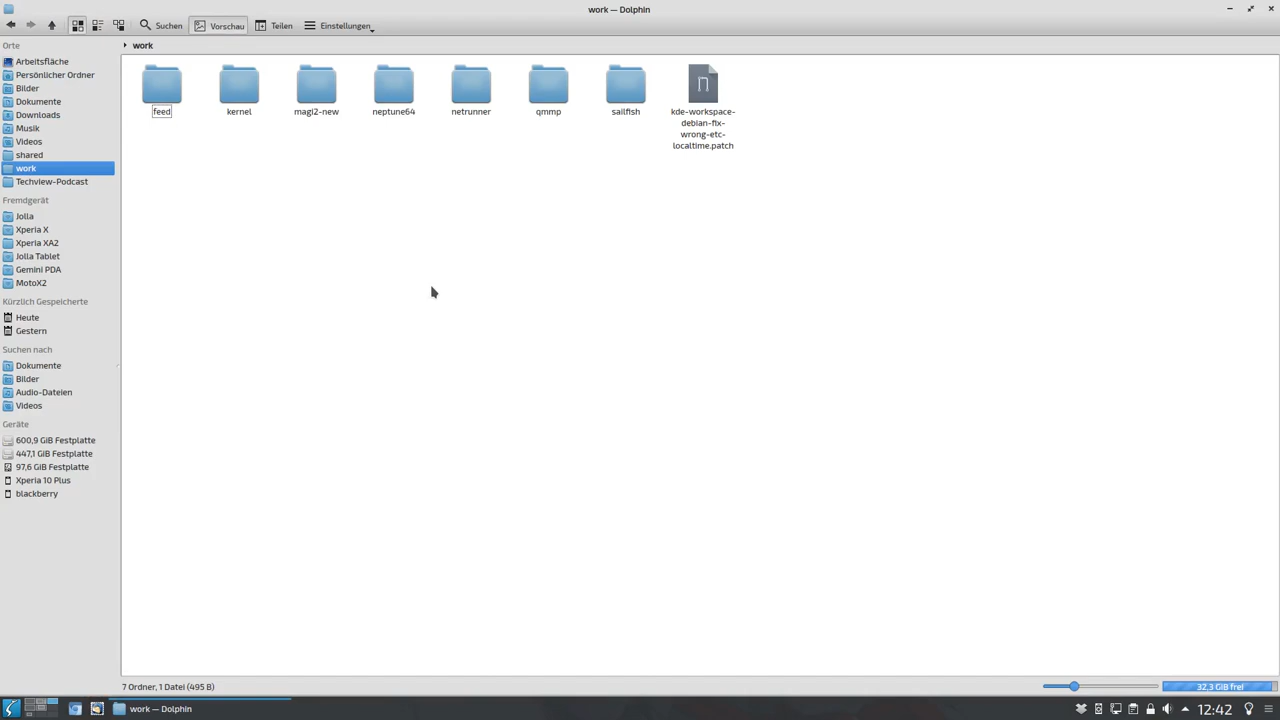 work — Dolphin
Suchen
Vorschau
Teilen
Einstellungen
Orte
work
Arbeitsfläche
Persönlicher Ordner
Bilder
Dokumente
Downloads
Musik
Videos
shared
work
Techview-Podcast
Fremdgerät
Jolla
Xperia X
Xperia XA2
Jolla Tablet
Gemini PDA
MotoX2
Kürzlich Gespeicherte
Heute
Gestern
Suchen nach
Dokumente
Bilder
Audio-Dateien
Videos
Geräte
600,9 GiB Festplatte
447,1 GiB Festplatte
97,6 GiB Festplatte
Xperia 10 Plus
blackberry
feed
kernel
magi2-new
neptune64
netrunner
qmmp
sailfish
kde-workspace-
debian-fix-
wrong-etc-
localtime.patch
7 Ordner, 1 Datei (495 B)
32,3 GiB frei
work — Dolphin
12:42